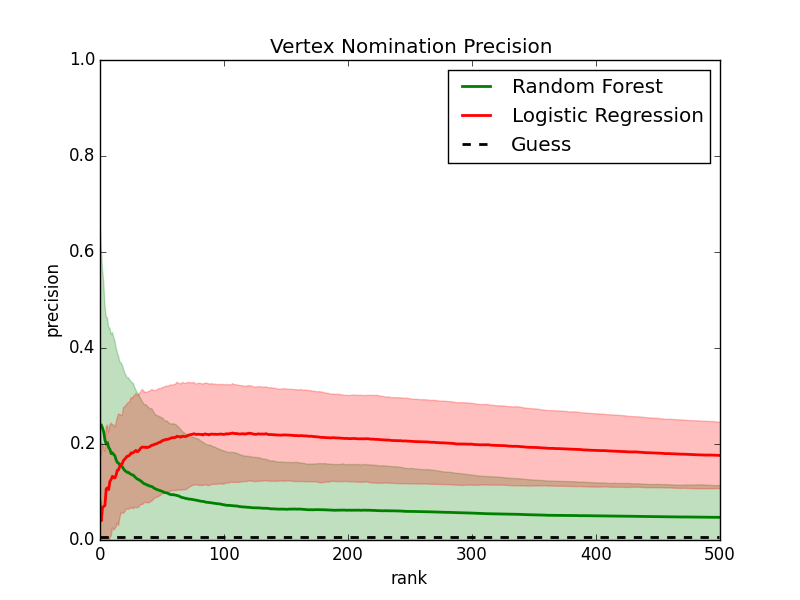 Vertex Nomination Precision
Random Forest
Logistic Regression
Guess
precision
1.0
0.8
0.6
0.4
0.2
0.0
0
100
200
300
400
500
rank